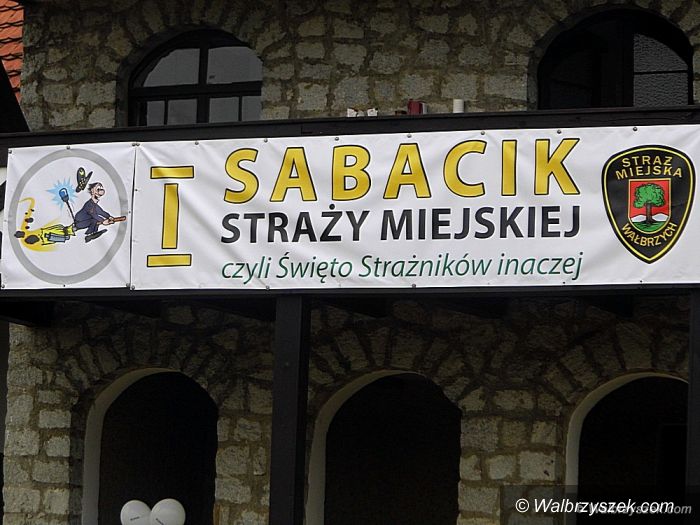 I SABACIK
STRAŻY MIEJSKIEJ
czyli Święto Strażników inaczej
STRAŻ
MIEJSKA
WAŁBRZYCH
© Walbrzyszek.com